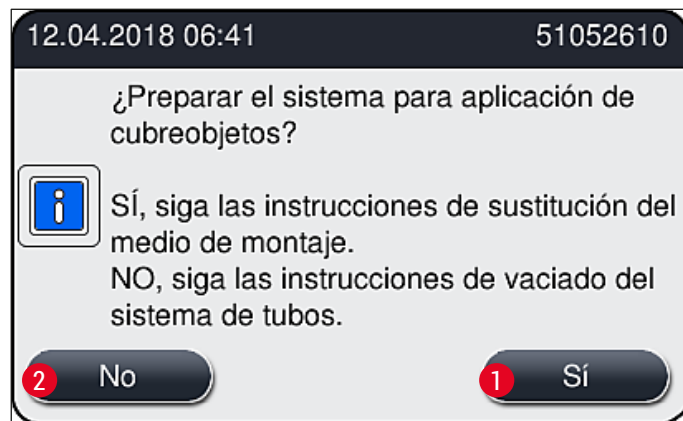 12.04.2018 06:41 51052610
¿Preparar el sistema para aplicación de
cubreobjetos?
SÍ, siga las instrucciones de sustitución del
medio de montaje.
NO, siga las instrucciones de vaciado del
sistema de tubos.
2 No 1 Sí